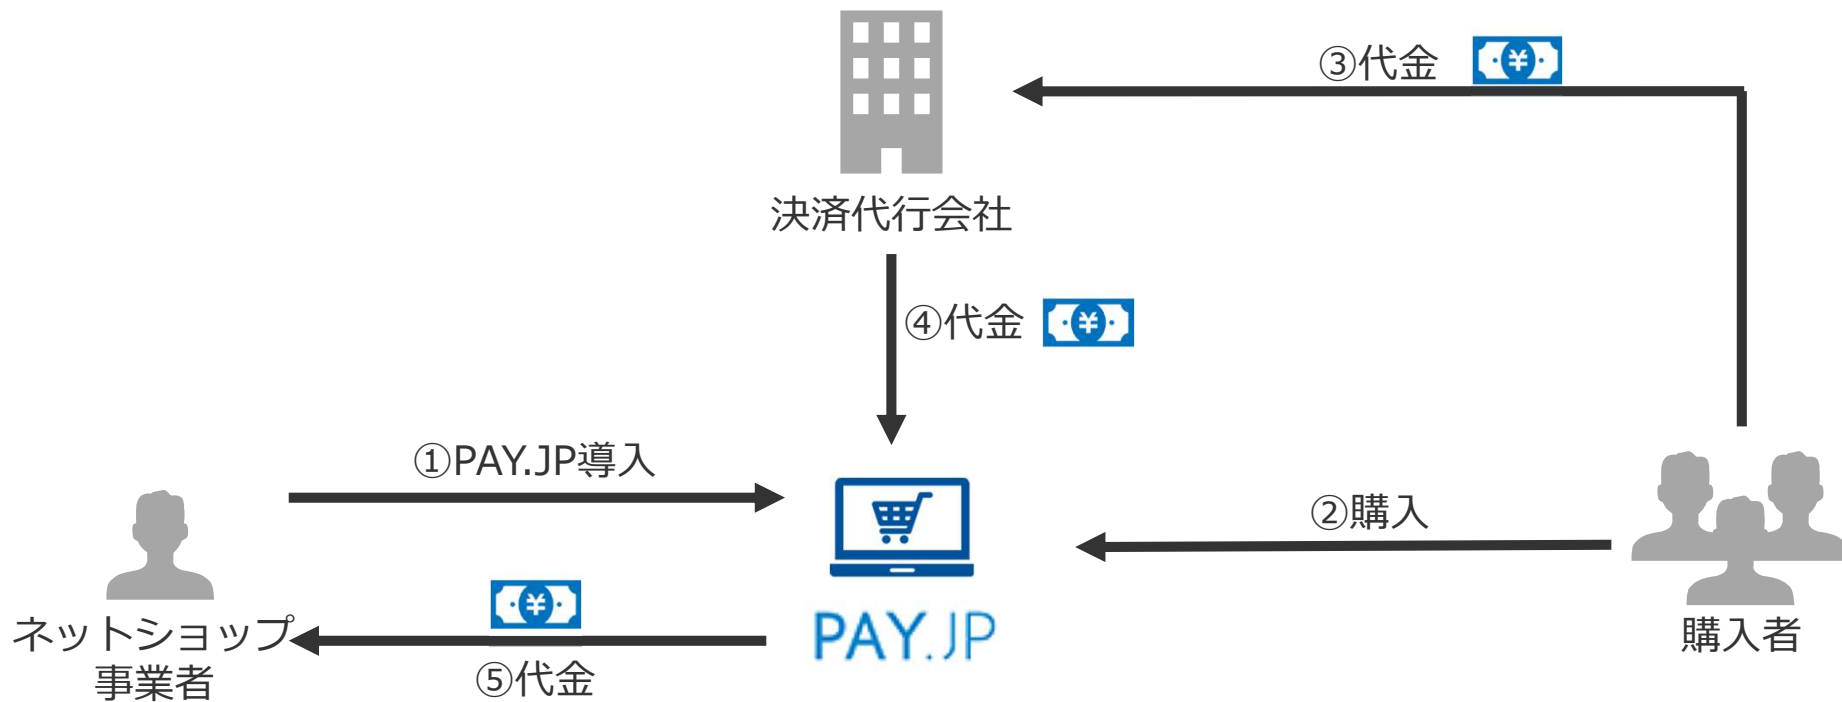 ③代金
決済代行会社
④代金
①PAY.JP導入
②購入
PAY.JP
ネットショップ
事業者
⑤代金
購入者